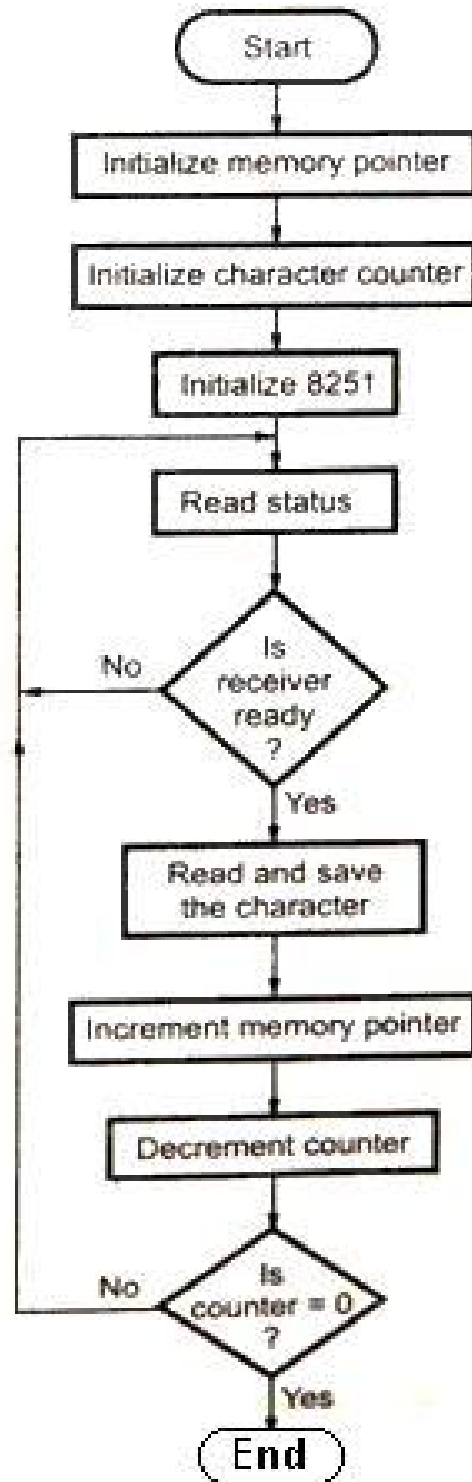 Start
Initialize memory pointer
Initialize character counter
Initialize 8251
Read status
Is
receiver
ready
?
No
Yes
Read and save
the character
Increment memory pointer
Decrement counter
Is
counter = 0
?
No
Yes
End